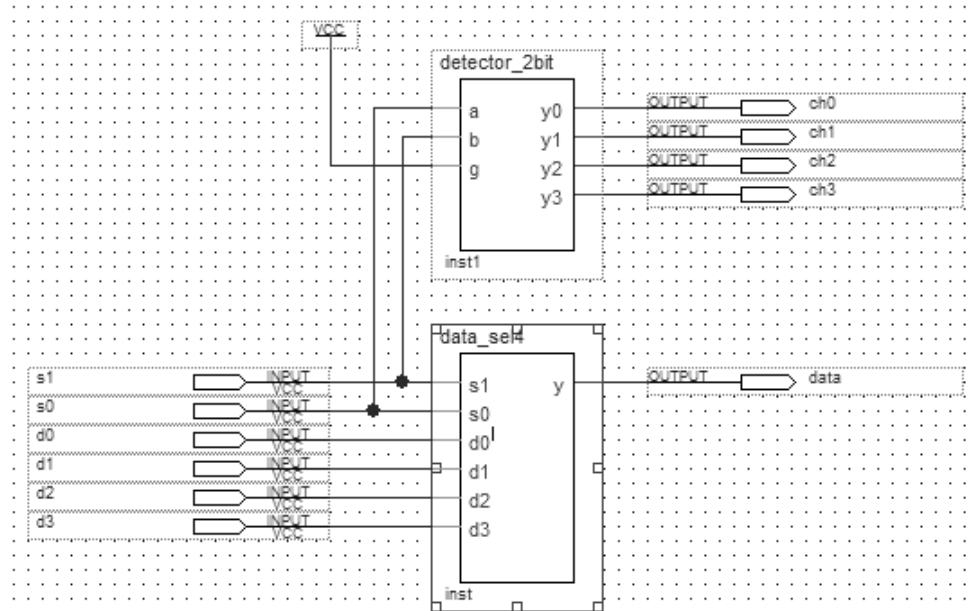 VCC
detector_2bit
a y0
b y1
g y2
y3
inst1
OUTPUT ch0
OUTPUT ch1
OUTPUT ch2
OUTPUT ch3
data_sel4
s1 INPUT VCC
s0 INPUT VCC
d0 INPUT VCC
d1 INPUT VCC
d2 INPUT VCC
d3 INPUT VCC
s1 y
s0
d0
d1
d2
d3
inst
OUTPUT data